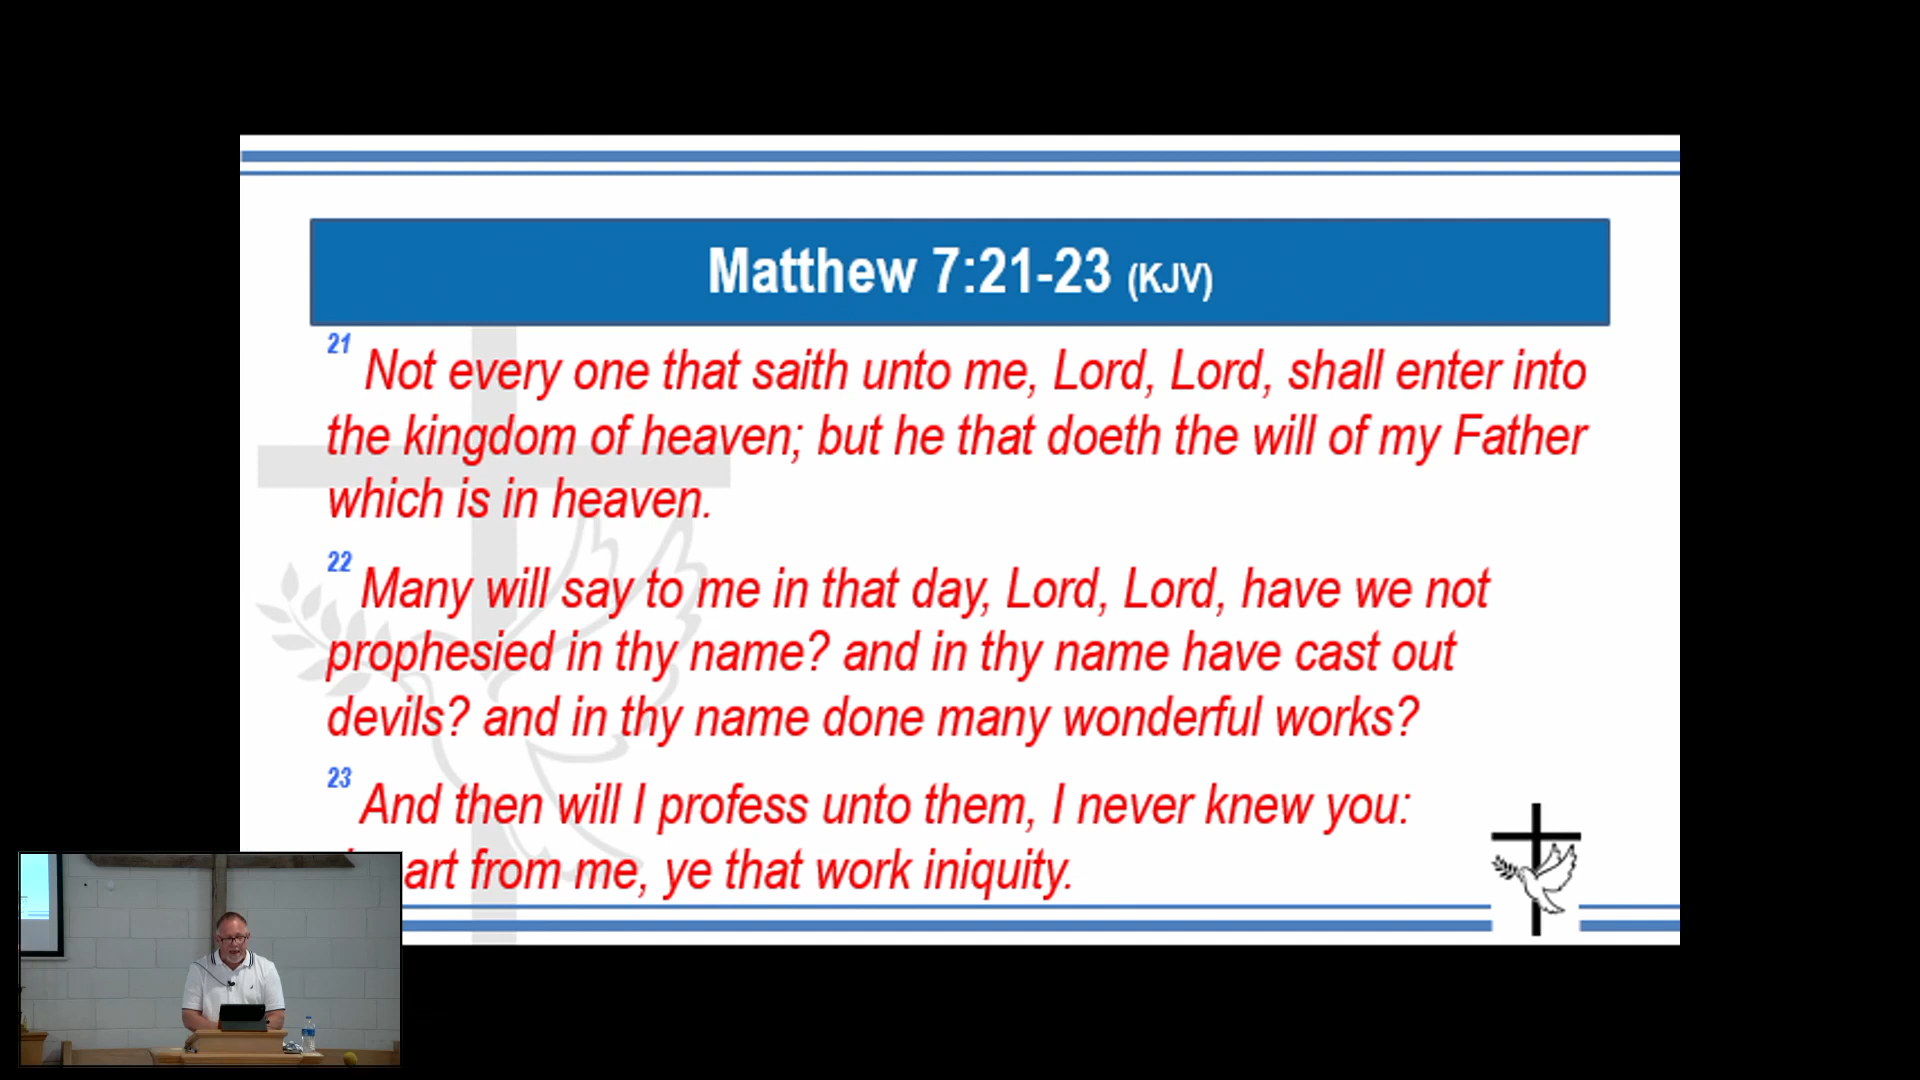 Matthew 7:21-23 (KJV)
21 Not every one that saith unto me, Lord, Lord, shall enter into
the kingdom of heaven; but he that doeth the will of my Father
which is in heaven.
22 Many will say to me in that day, Lord, Lord, have we not
prophesied in thy name? and in thy name have cast out
devils? and in thy name done many wonderful works?
23 And then will I profess unto them, I never knew you:
art from me, ye that work iniquity.